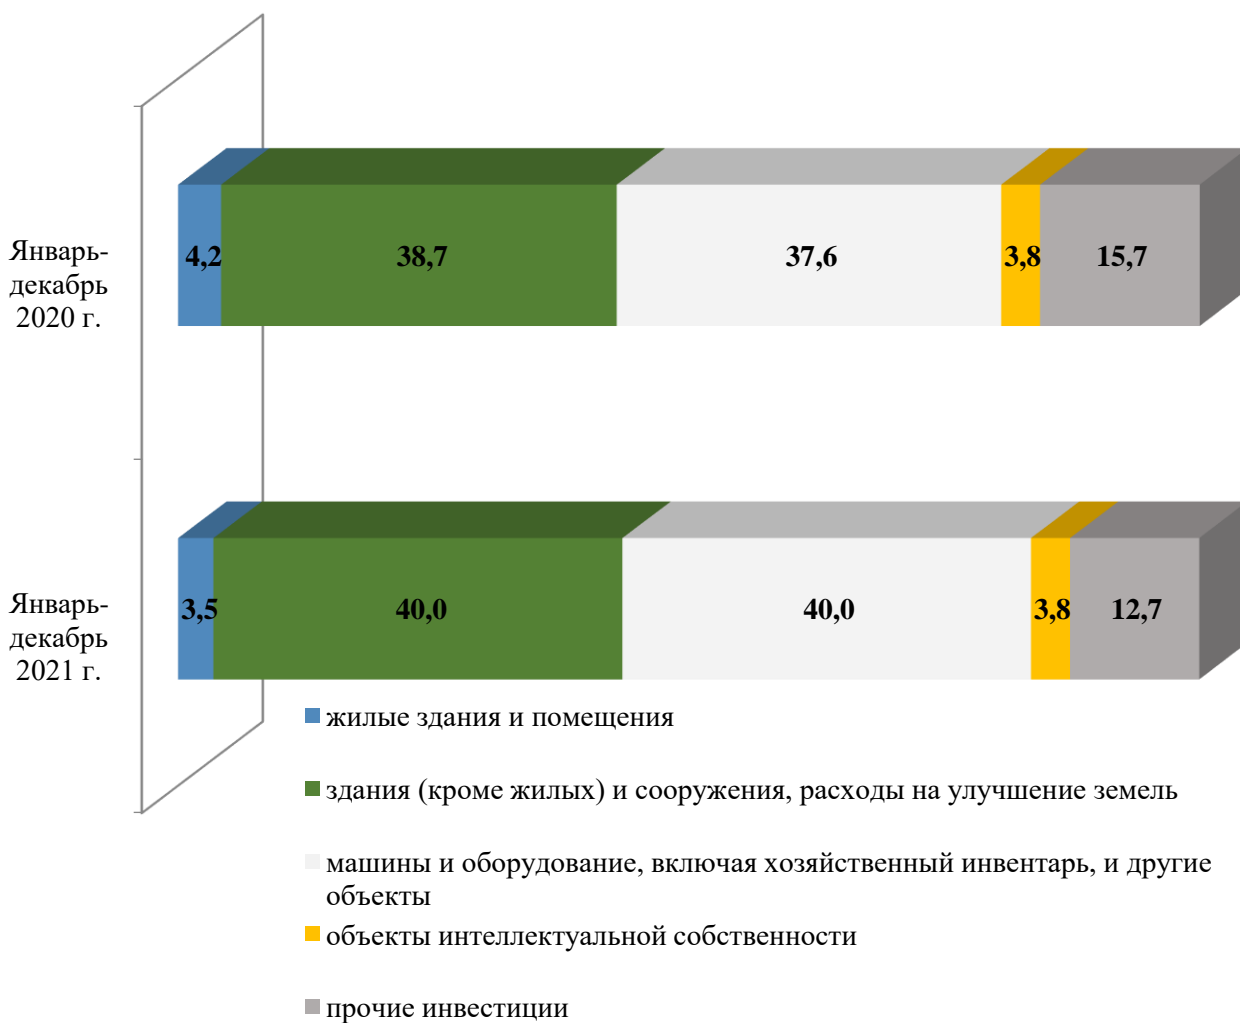 Январь-
декабрь
2020 г.
4,2
38,7
37,6
3,8
15,7
Январь-
декабрь
2021 г.
3,5
40,0
40,0
3,8
12,7
жилые здания и помещения
здания (кроме жилых) и сооружения, расходы на улучшение земель
машины и оборудование, включая хозяйственный инвентарь, и другие
объекты
объекты интеллектуальной собственности
прочие инвестиции